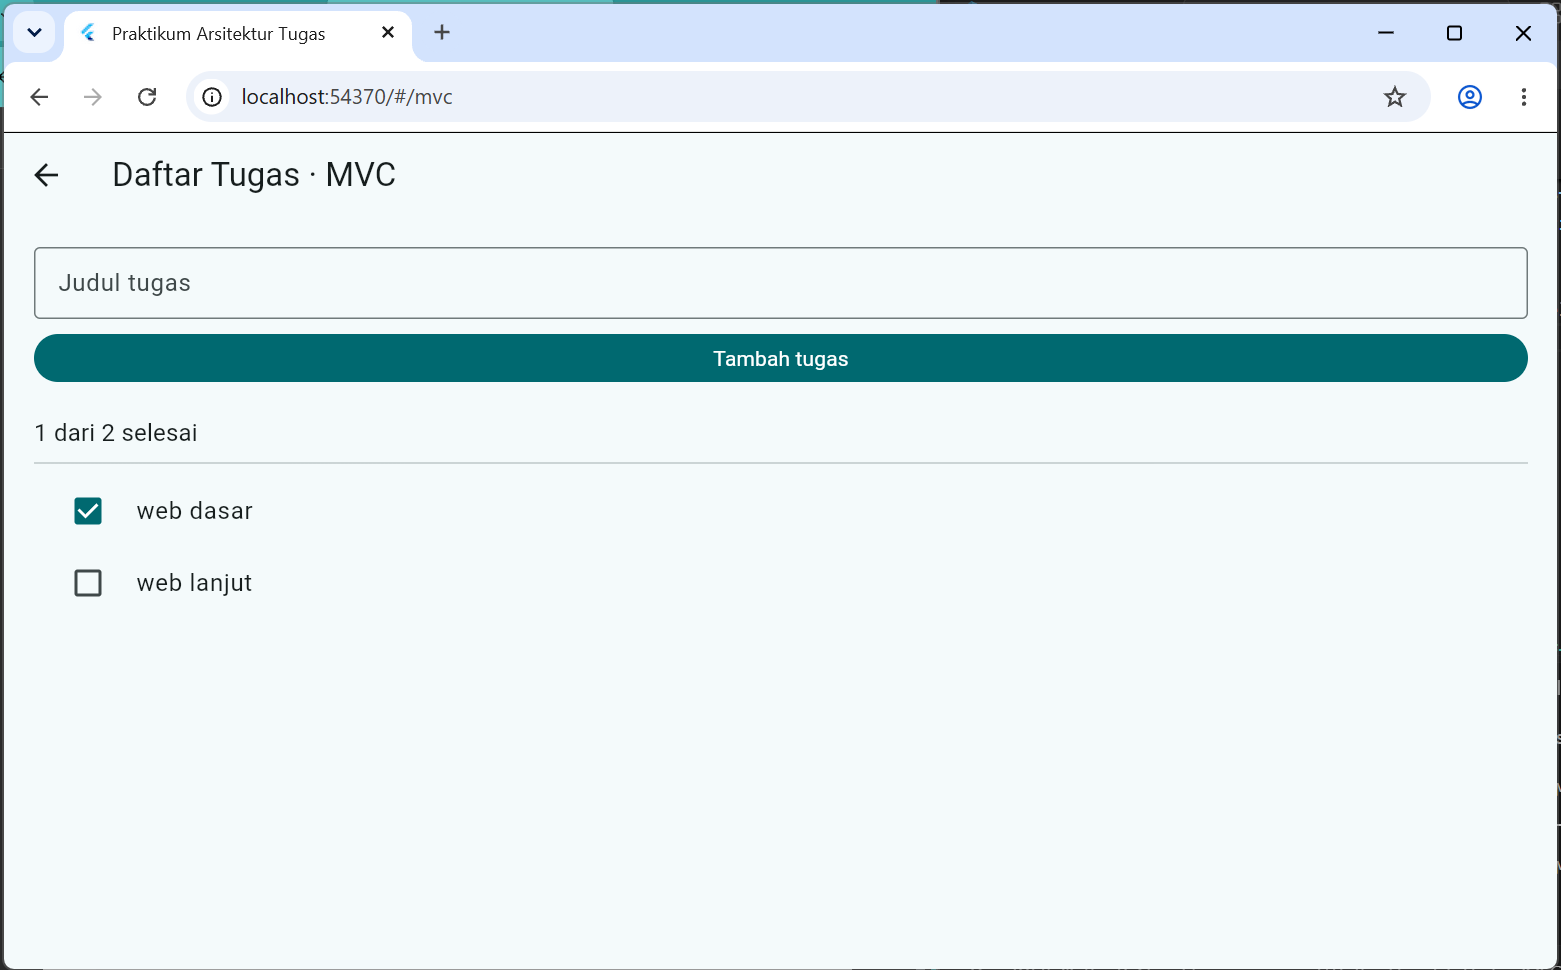 Praktikum Arsitektur Tugas
localhost:54370/#/mvc
Daftar Tugas · MVC
Judul tugas
Tambah tugas
1 dari 2 selesai
web dasar
web lanjut